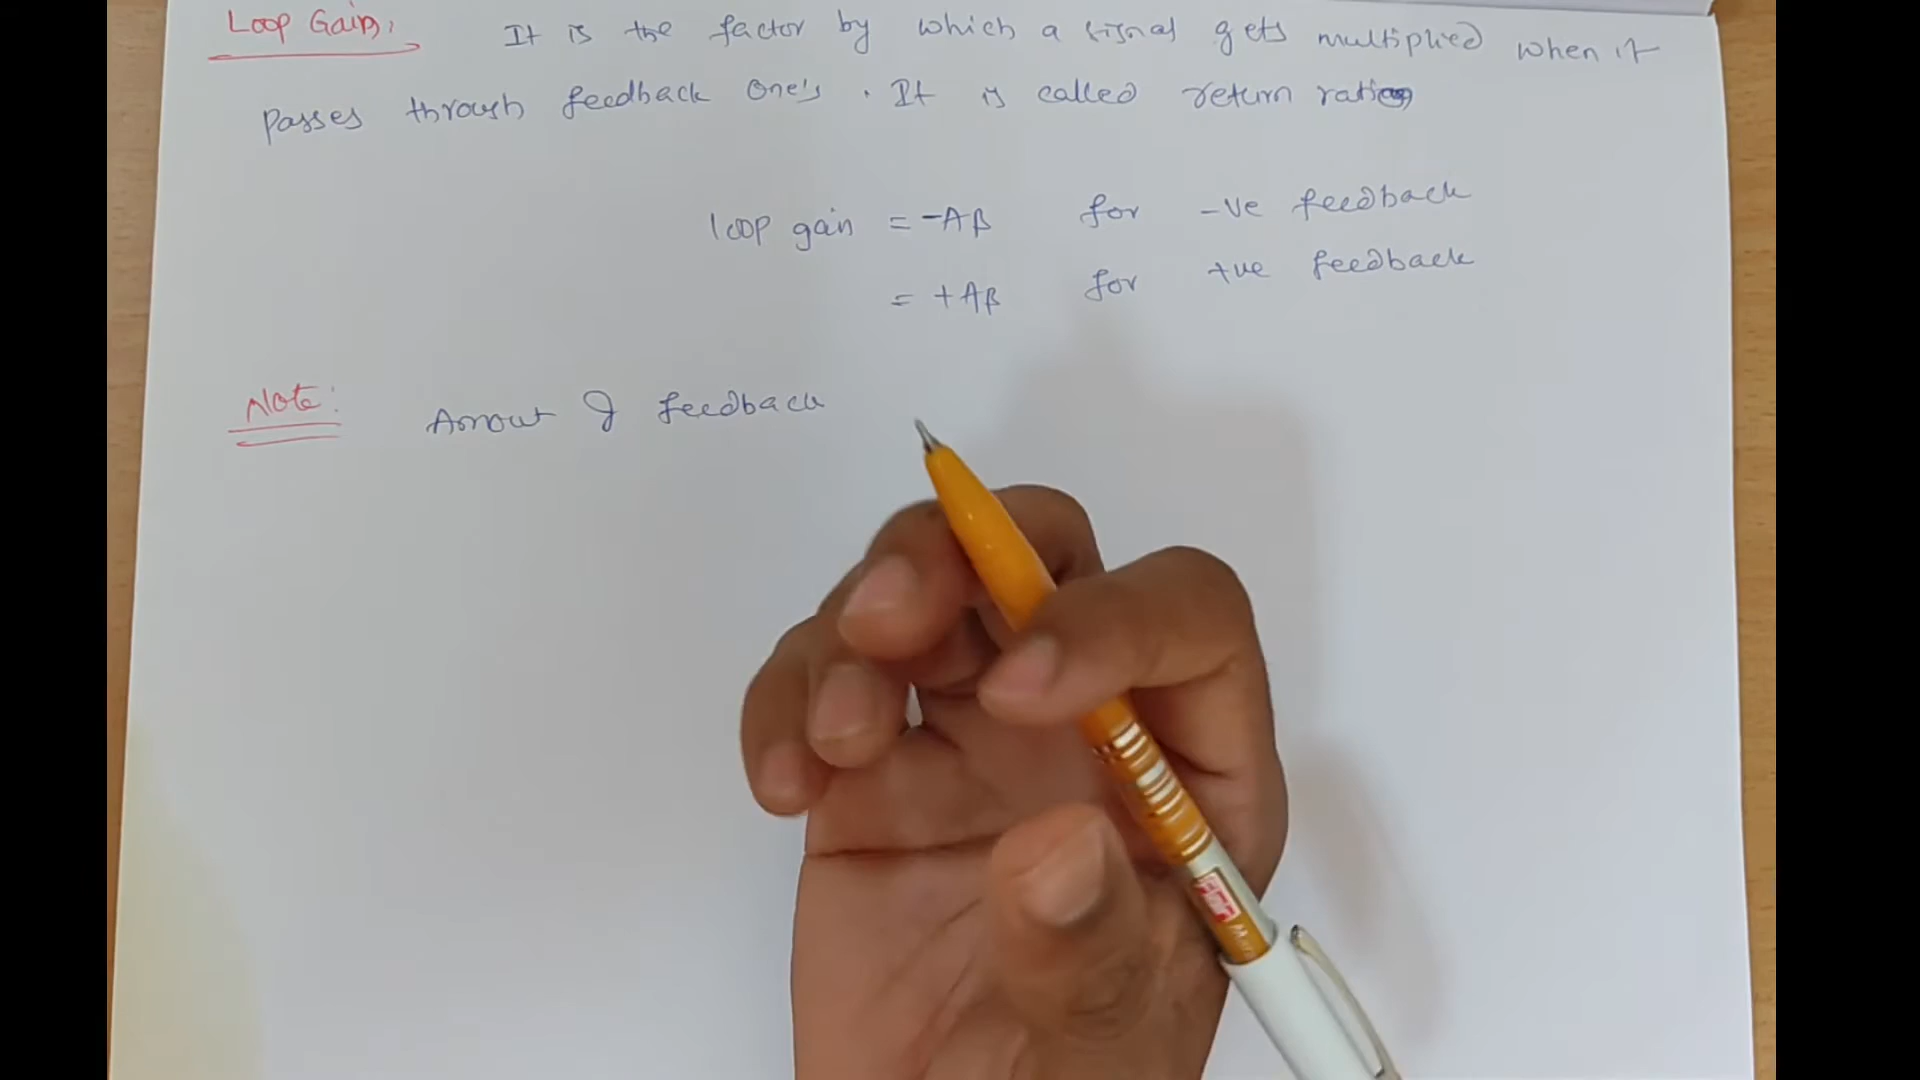 Loop Gain: It is the factor by which a signal gets multiplied when it
passes through feedback one's. It is called return ratio
loop gain = -Aβ for -ve feedback
= +Aβ for +ve feedback
Note: Amout of feedback